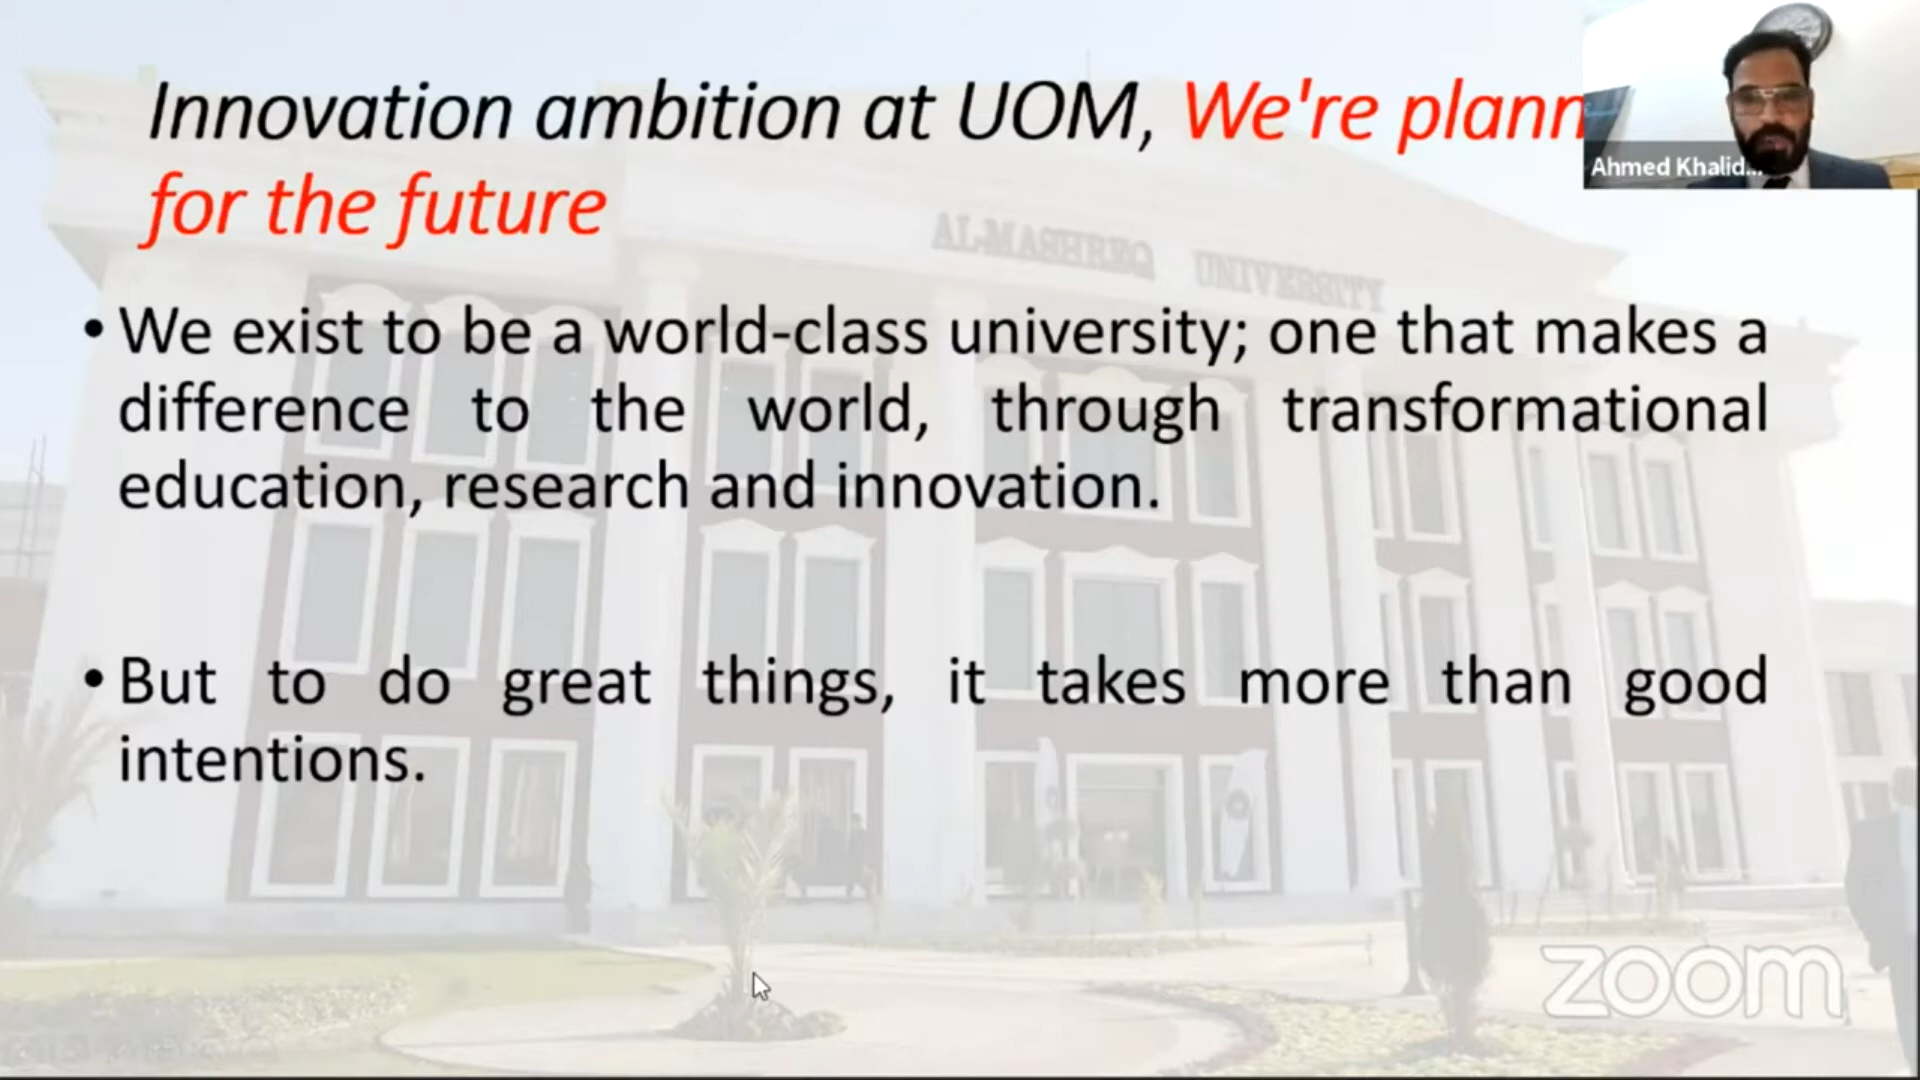 Innovation ambition at UOM, We're plann
for the future
Ahmed Khalid...
AL-MASHREQ UNIVERSITY
• We exist to be a world-class university; one that makes a
difference to the world, through transformational
education, research and innovation.
• But to do great things, it takes more than good
intentions.
zoom